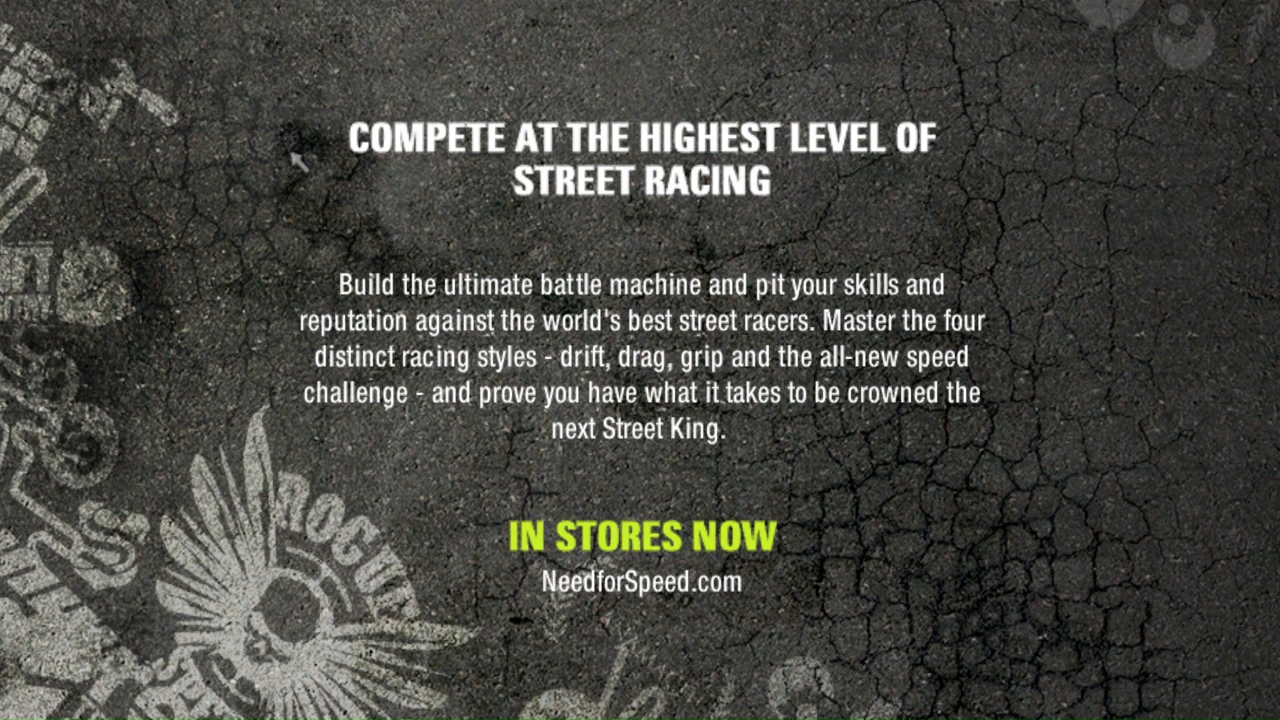 COMPETE AT THE HIGHEST LEVEL OF
STREET RACING
Build the ultimate battle machine and pit your skills and
reputation against the world's best street racers. Master the four
distinct racing styles - drift, drag, grip and the all-new speed
challenge - and prove you have what it takes to be crowned the
next Street King.
IN STORES NOW
NeedforSpeed.com
ROGUE